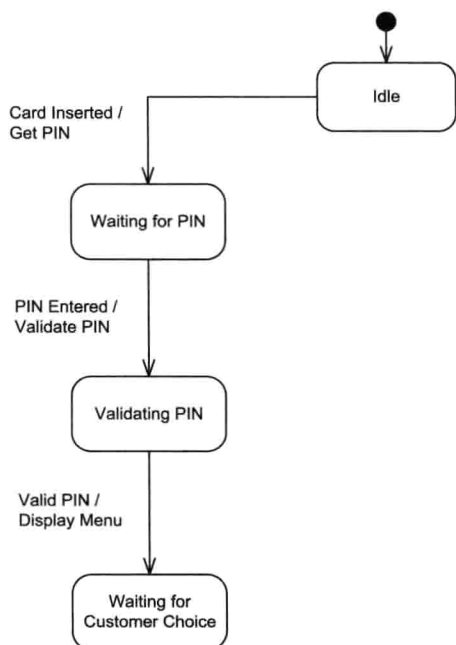 Idle
Card Inserted /
Get PIN
Waiting for PIN
PIN Entered /
Validate PIN
Validating PIN
Valid PIN /
Display Menu
Waiting for
Customer Choice